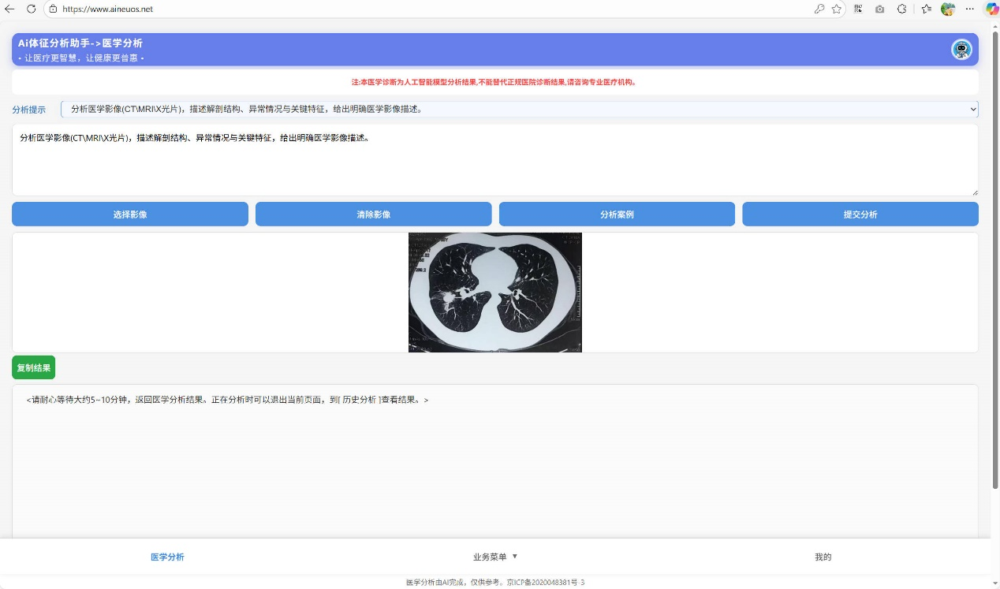 https://www.aineuos.net
Ai体征分析助手->医学分析
• 让医疗更智慧，让健康更普惠 •
注:本医学诊断为人工智能模型分析结果,不能替代正规医院诊断结果,请咨询专业医疗机构。
分析提示
分析医学影像(CT\MRI\X光片)，描述解剖结构、异常情况与关键特征，给出明确医学影像描述。
分析医学影像(CT\MRI\X光片)，描述解剖结构、异常情况与关键特征，给出明确医学影像描述。
选择影像
清除影像
分析案例
提交分析
复制结果
<请耐心等待大约5~10分钟，返回医学分析结果。正在分析时可以退出当前页面，到[ 历史分析 ]查看结果。>
医学分析
业务菜单 ▼
我的
医学分析由AI完成，仅供参考。京ICP备2020048381号-3